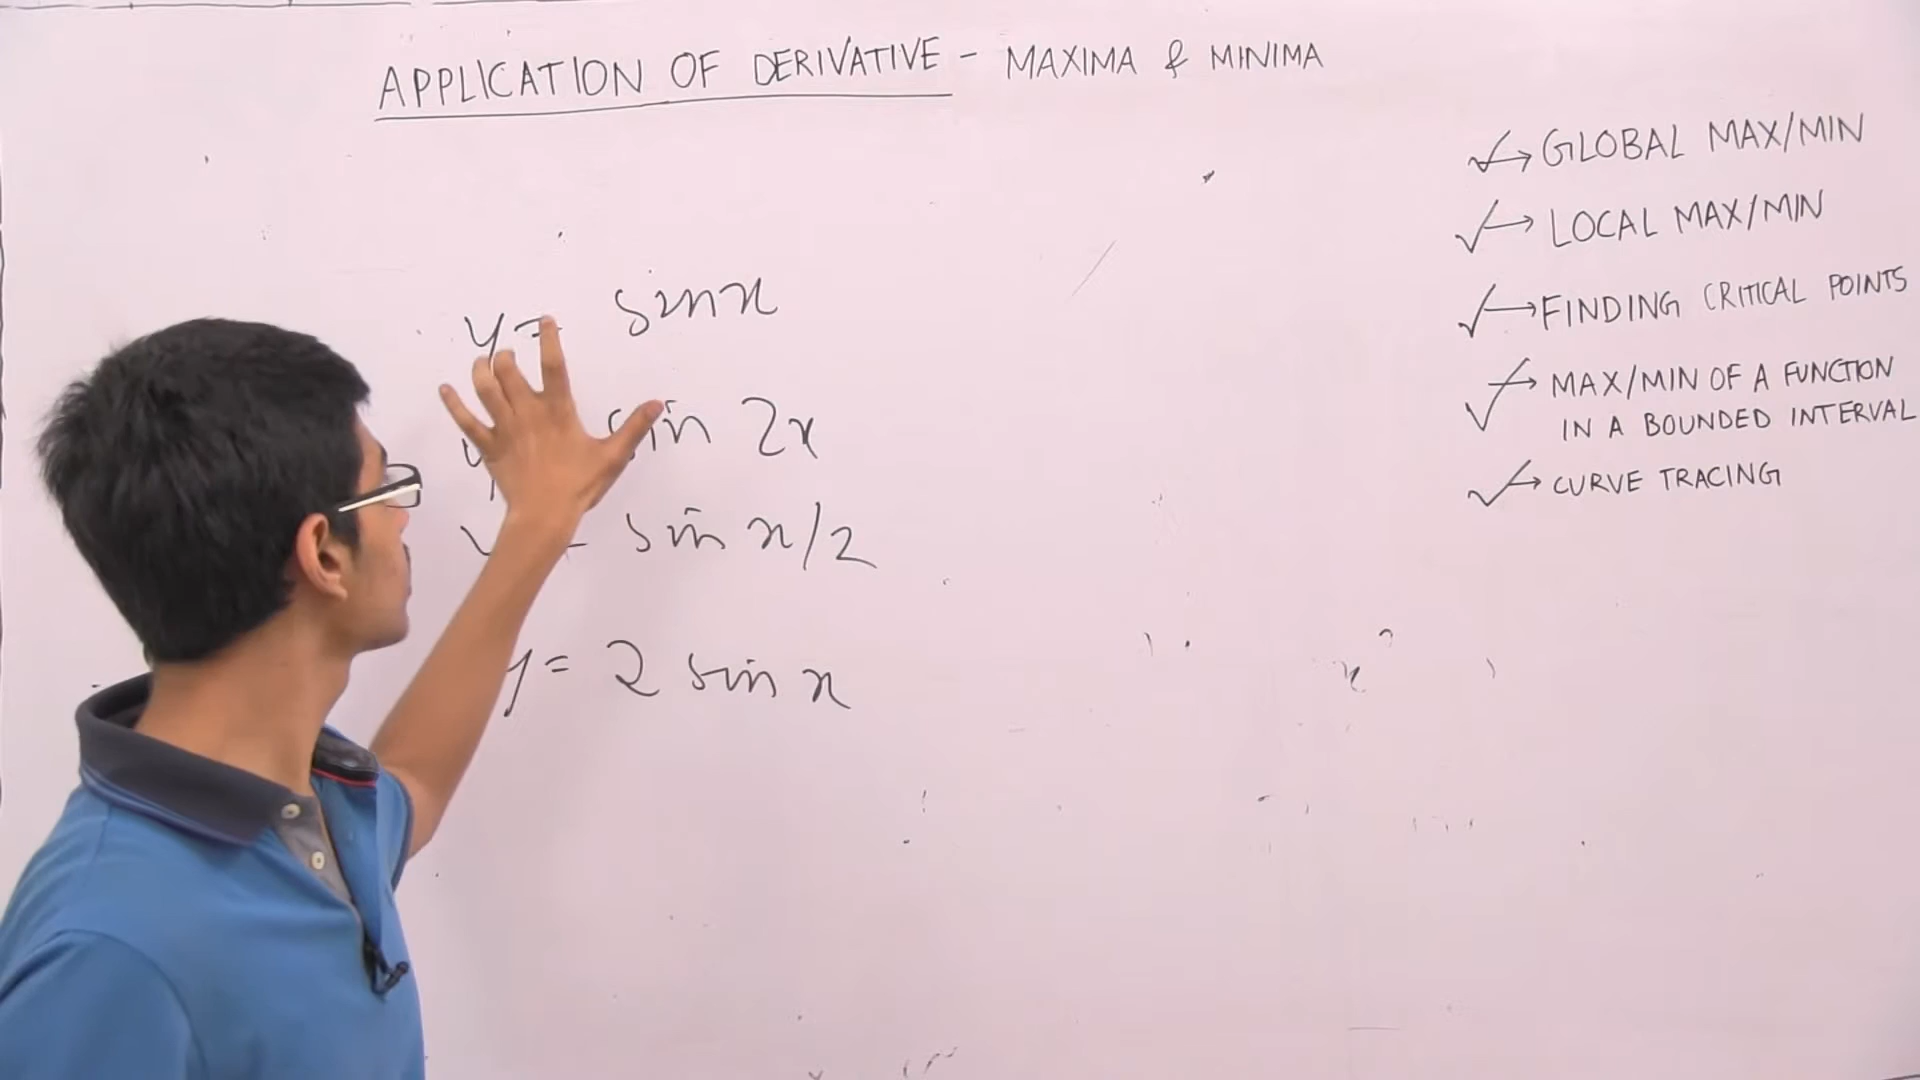 APPLICATION OF DERIVATIVE - MAXIMA & MINIMA
y = sinx
sin 2x
sin x/2
y = 2 sin x
→ GLOBAL MAX/MIN
→ LOCAL MAX/MIN
→ FINDING CRITICAL POINTS
→ MAX/MIN OF A FUNCTION
IN A BOUNDED INTERVAL
→ CURVE TRACING